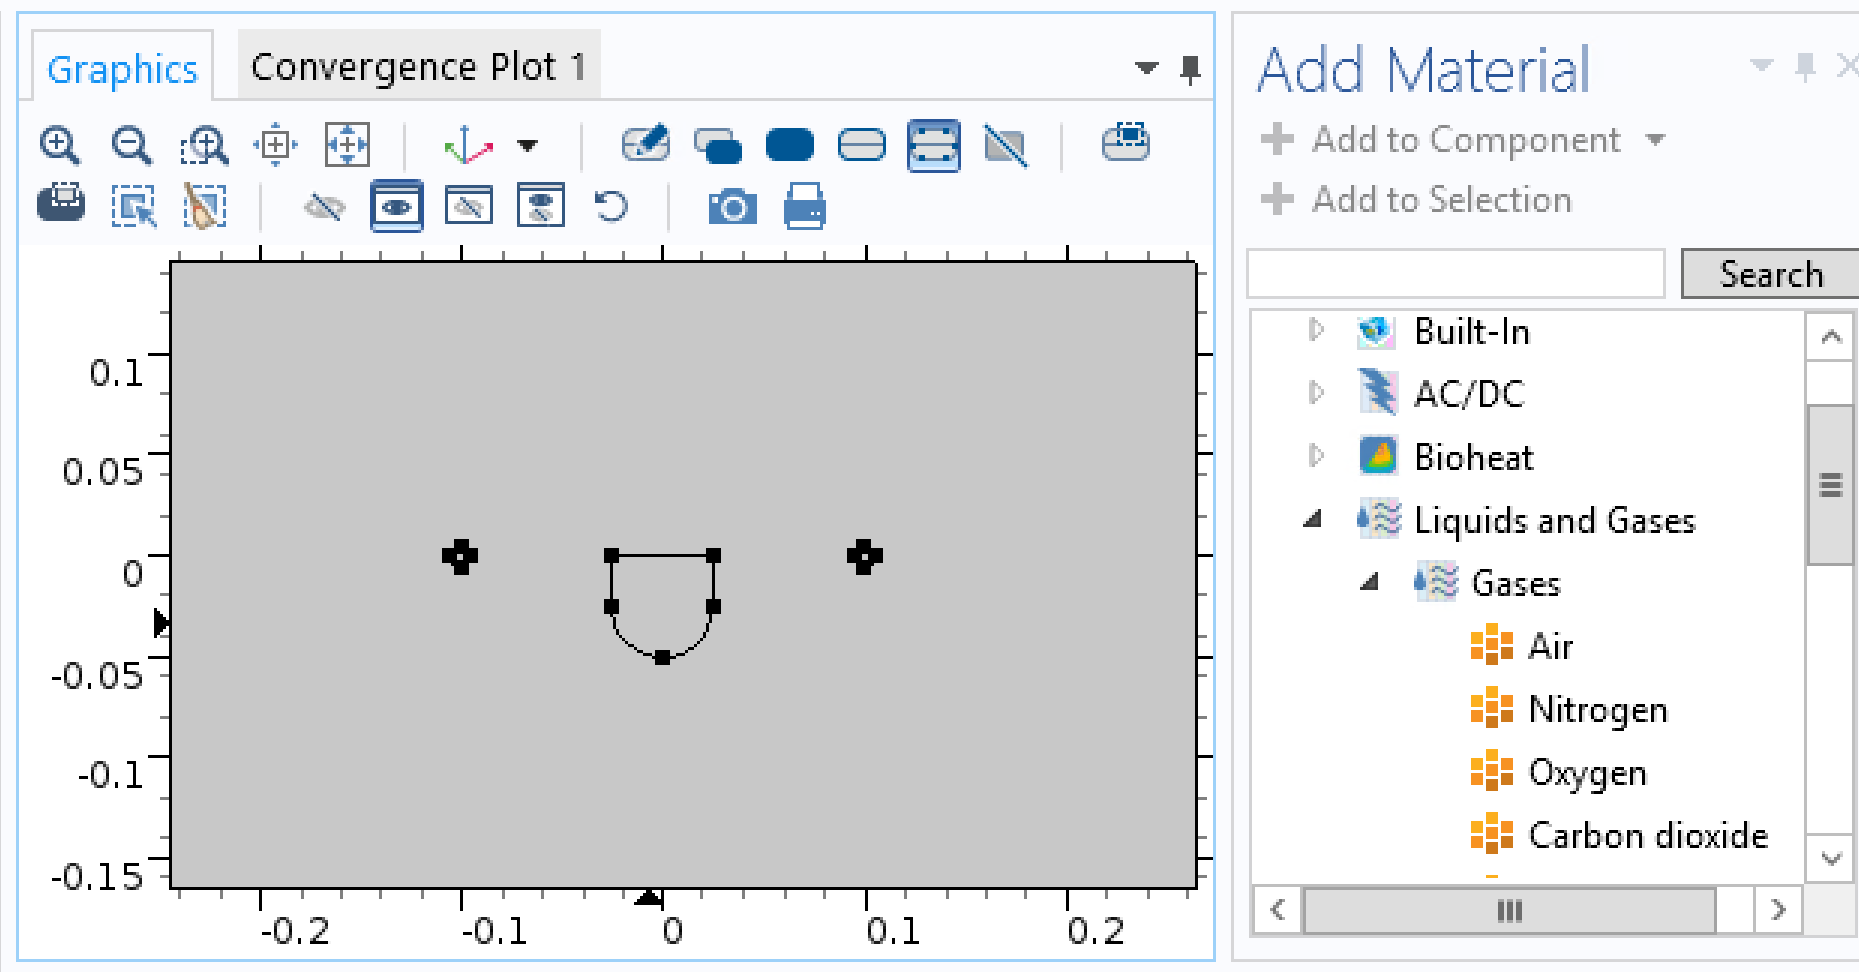 Graphics
Convergence Plot 1
0.1
0.05
0
-0.05
-0.1
-0.15
-0.2
-0.1
0
0.1
0.2
Add Material
Add to Component
Add to Selection
Search
Built-In
AC/DC
Bioheat
Liquids and Gases
Gases
Air
Nitrogen
Oxygen
Carbon dioxide